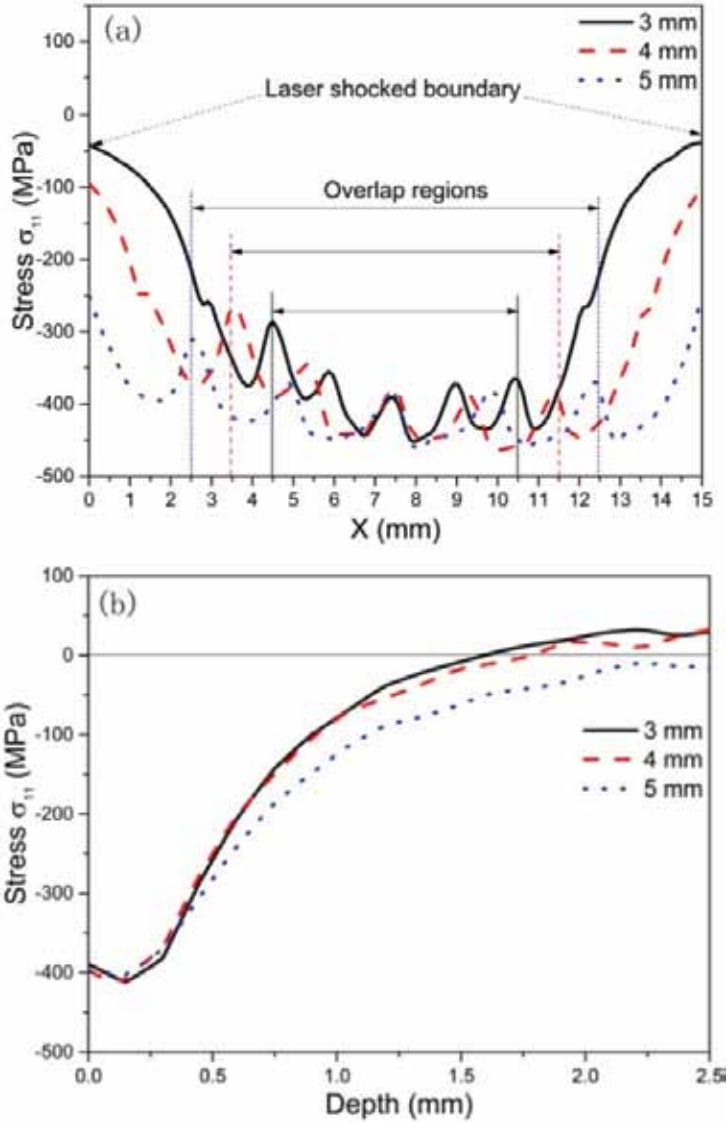 (a)
3 mm
4 mm
5 mm
Laser shocked boundary
Overlap regions
100
0
-100
-200
-300
-400
-500
Stress σ₁₁ (MPa)
0 1 2 3 4 5 6 7 8 9 10 11 12 13 14 15
X (mm)
(b)
100
0
-100
-200
-300
-400
-500
Stress σ₁₁ (MPa)
3 mm
4 mm
5 mm
0.0 0.5 1.0 1.5 2.0 2.5
Depth (mm)